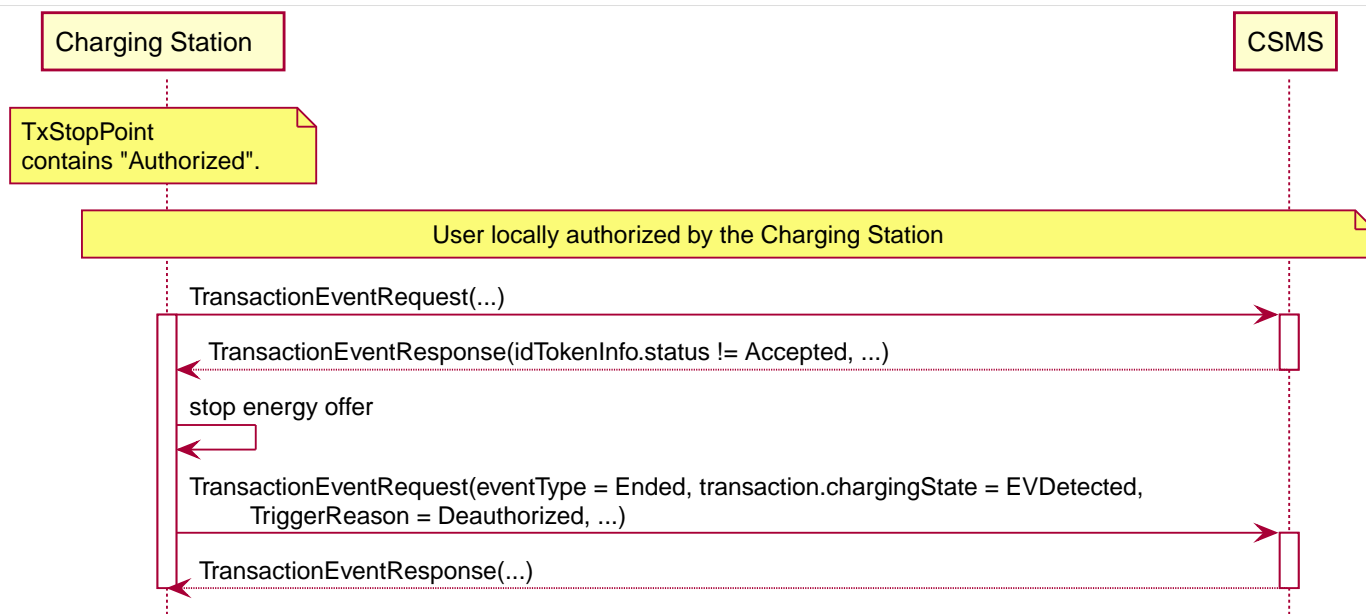 Charging Station
CSMS
TxStopPoint
contains "Authorized".
User locally authorized by the Charging Station
TransactionEventRequest(...)
TransactionEventResponse(idTokenInfo.status != Accepted, ...)
stop energy offer
TransactionEventRequest(eventType = Ended, transaction.chargingState = EVDetected,
TriggerReason = Deauthorized, ...)
TransactionEventResponse(...)